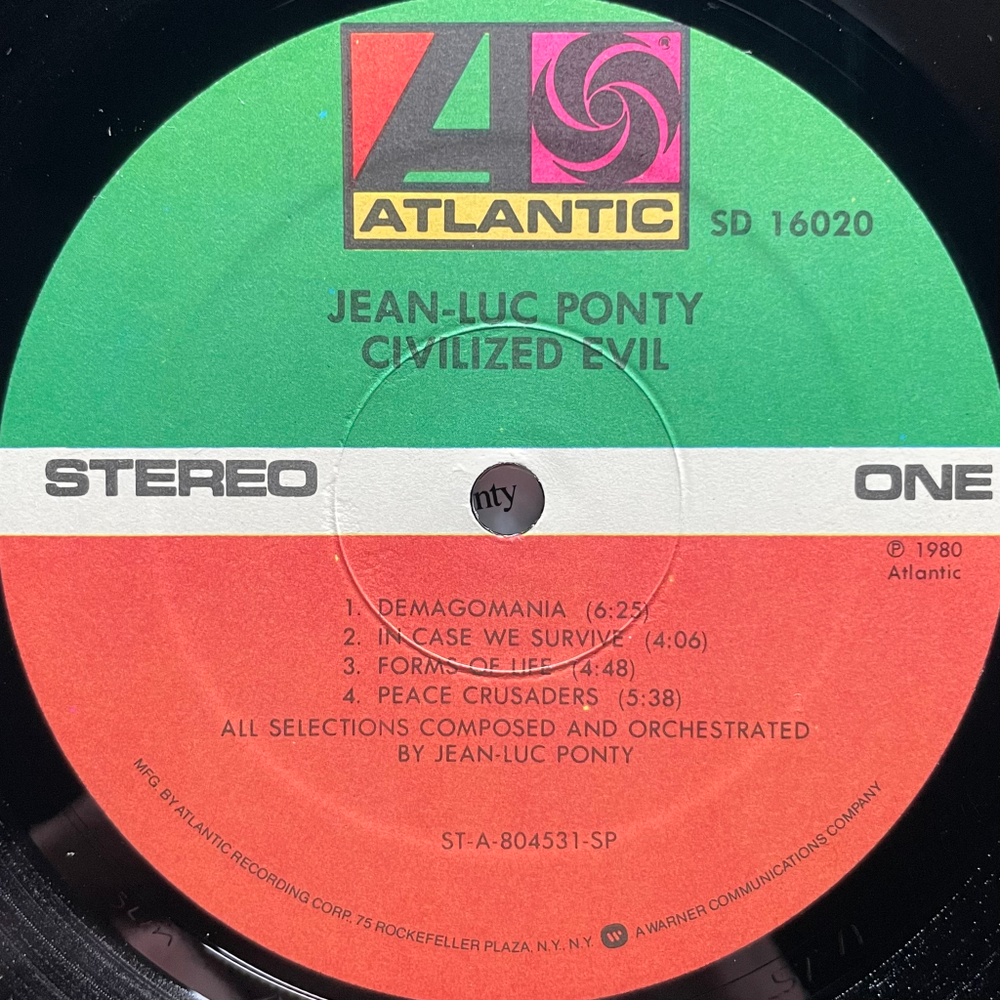 ®
ATLANTIC
SD 16020
JEAN-LUC PONTY
CIVILIZED EVIL
STEREO
ONE
nty
℗ 1980
Atlantic
1. DEMAGOMANIA (6:25)
2. IN CASE WE SURVIVE (4:06)
3. FORMS OF LIFE (4:48)
4. PEACE CRUSADERS (5:38)
ALL SELECTIONS COMPOSED AND ORCHESTRATED
BY JEAN-LUC PONTY
ST-A-804531-SP
MFG. BY ATLANTIC RECORDING CORP. 75 ROCKEFELLER PLAZA, N.Y. N.Y. A WARNER COMMUNICATIONS COMPANY